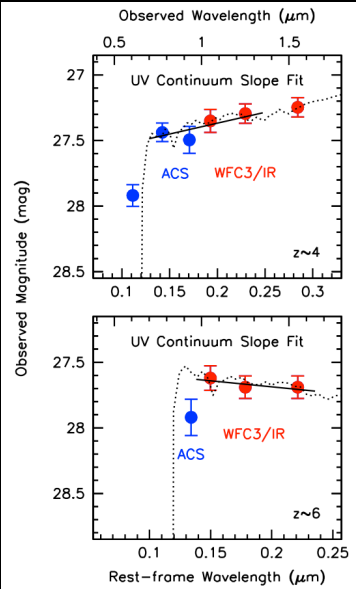 Observed Wavelength (μm)
0.5 1 1.5
UV Continuum Slope Fit
27
27.5
28
28.5
ACS WFC3/IR
z~4
0.1 0.15 0.2 0.25 0.3
Observed Magnitude (mag)
UV Continuum Slope Fit
27.5
28
28.5
WFC3/IR
ACS
z~6
0.1 0.15 0.2 0.25
Rest-frame Wavelength (μm)